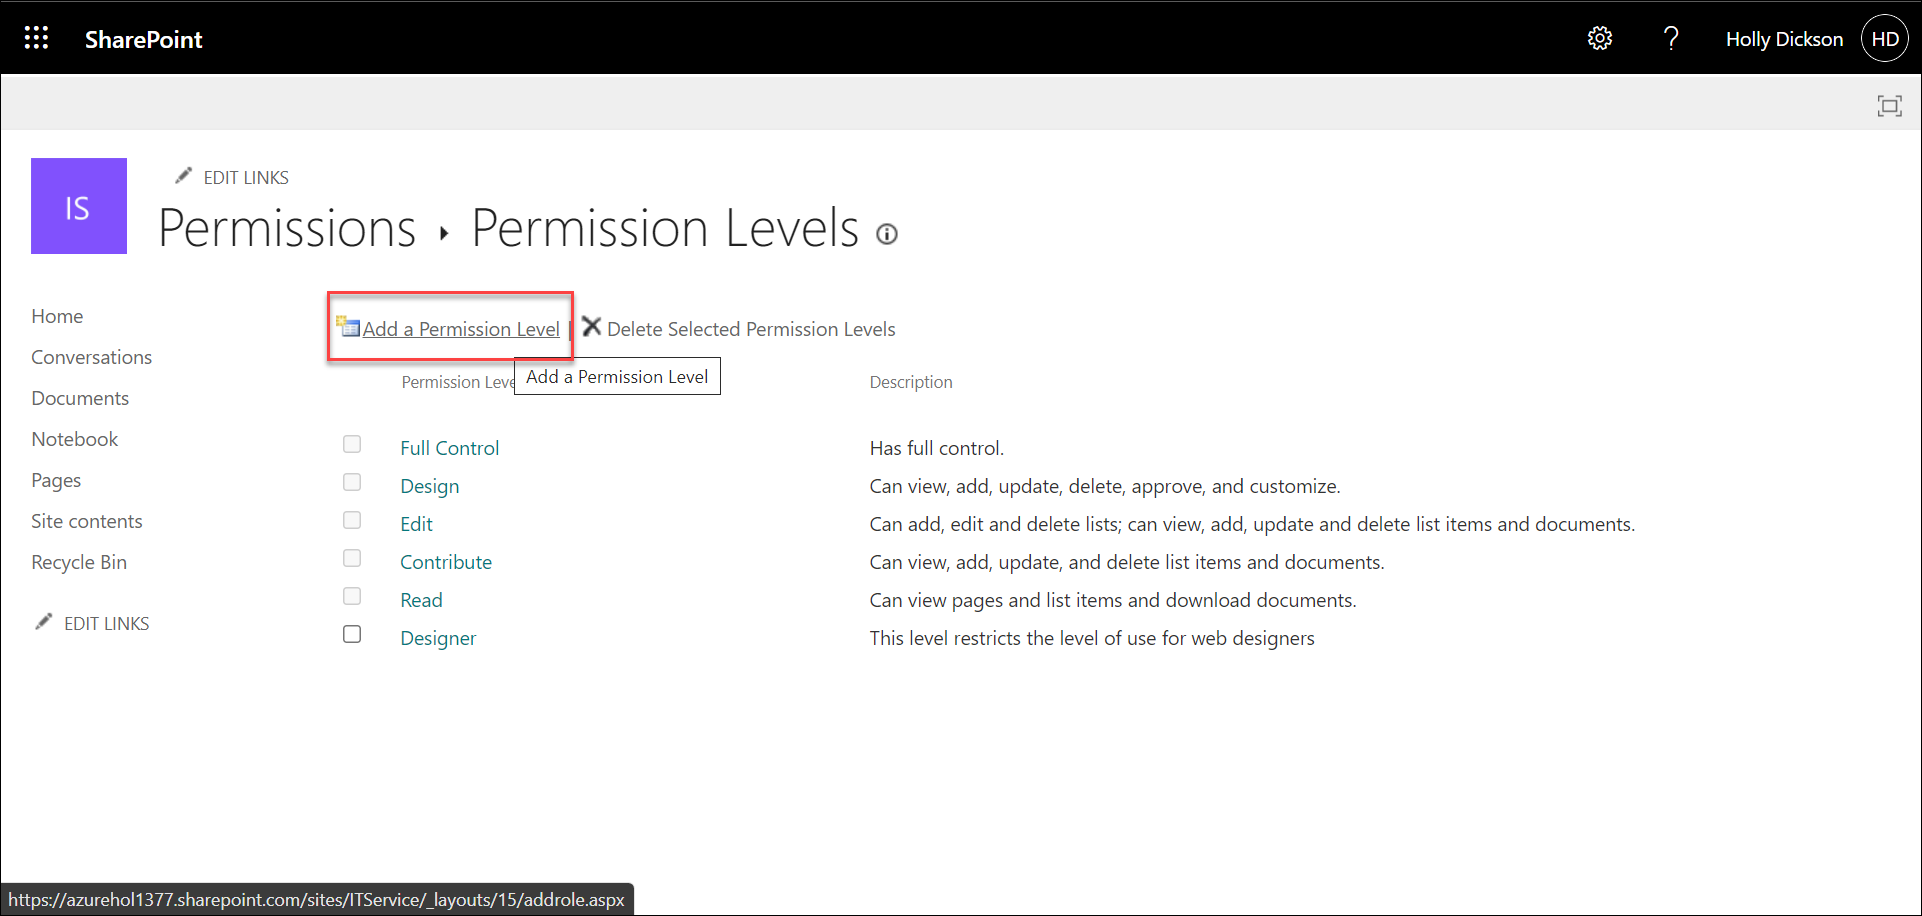 SharePoint
?
Holly Dickson
HD
IS
EDIT LINKS
Permissions ▸ Permission Levels
Home
Conversations
Documents
Notebook
Pages
Site contents
Recycle Bin
EDIT LINKS
Add a Permission Level | Delete Selected Permission Levels
Add a Permission Level
Permission Leve
Description
Full Control Has full control.
Design Can view, add, update, delete, approve, and customize.
Edit Can add, edit and delete lists; can view, add, update and delete list items and documents.
Contribute Can view, add, update, and delete list items and documents.
Read Can view pages and list items and download documents.
Designer This level restricts the level of use for web designers
https://azurehol1377.sharepoint.com/sites/ITService/_layouts/15/addrole.aspx